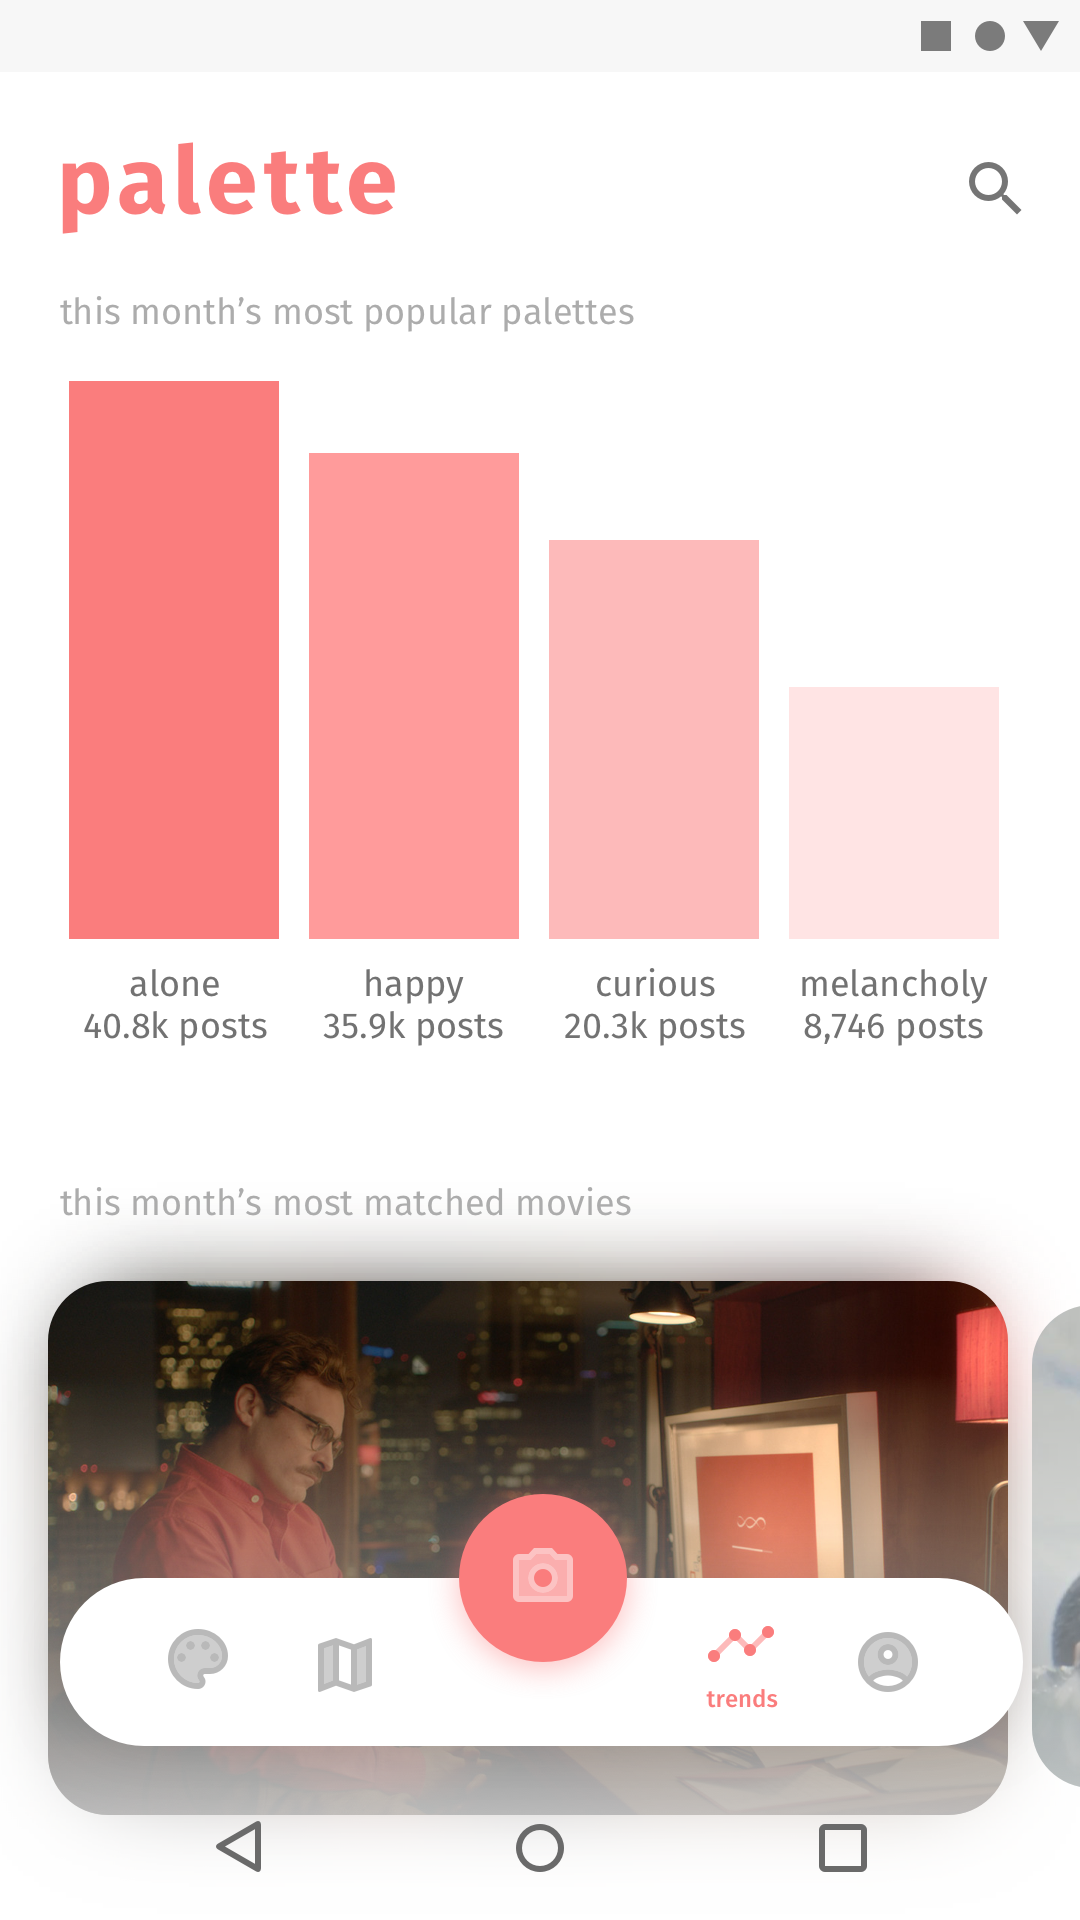 palette
this month’s most popular palettes
alone
40.8k posts
happy
35.9k posts
curious
20.3k posts
melancholy
8,746 posts
this month’s most matched movies
trends